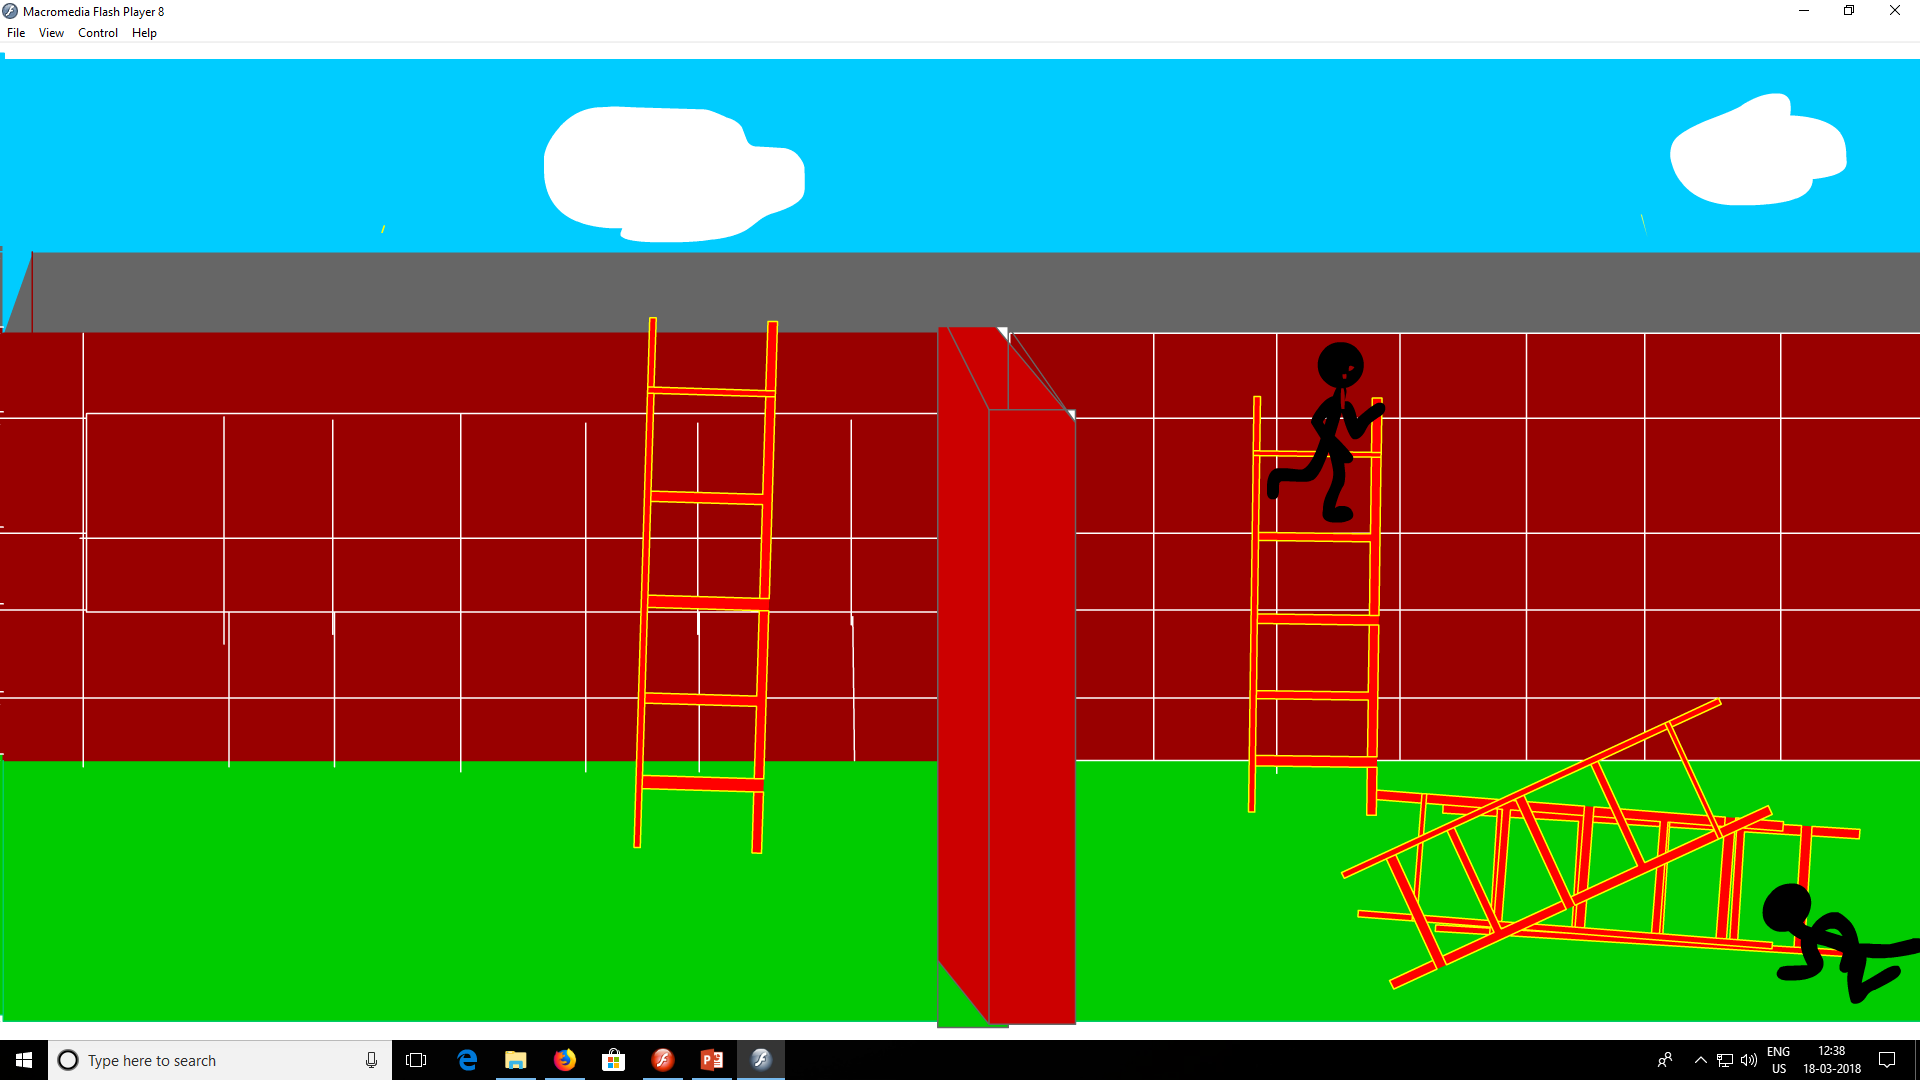 Macromedia Flash Player 8
File View Control Help
Type here to search
ENG
US
12:38
18-03-2018